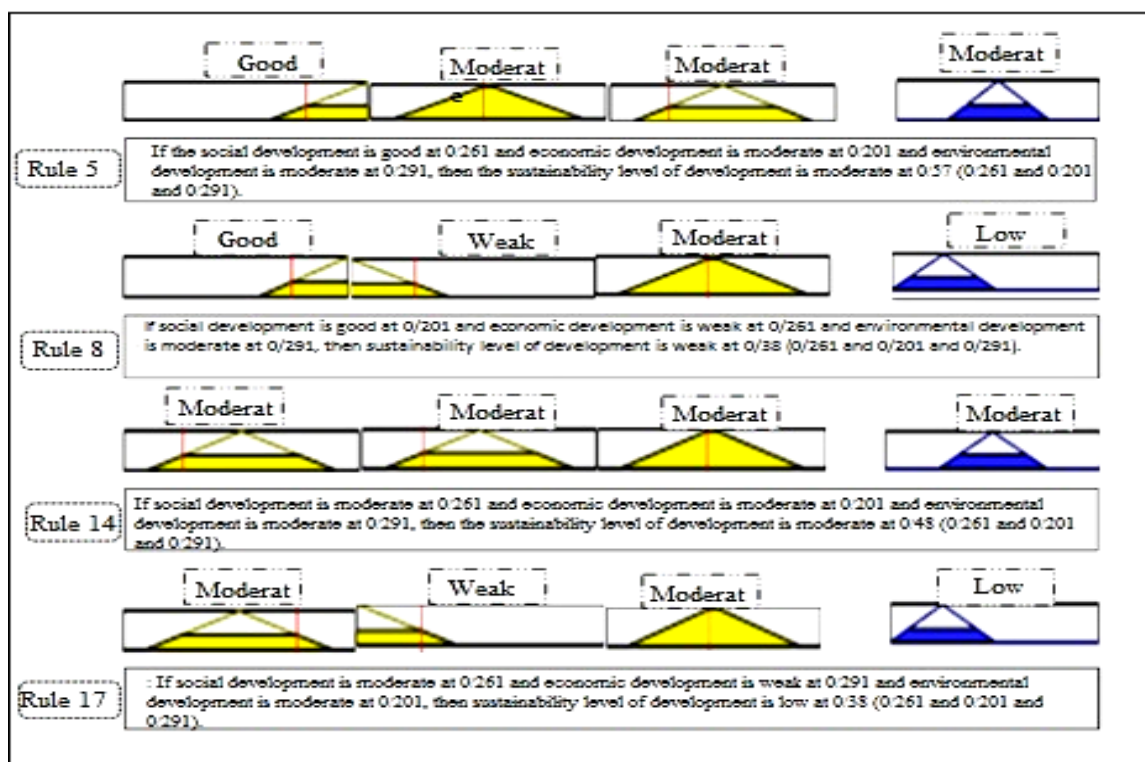 Good Moderat Moderat Moderat
e
Rule 5
If the social development is good at 0.261 and economic development is moderate at 0.201 and environmental
development is moderate at 0.291, then the sustainability level of development is moderate at 0.57 (0.261 and 0.201
and 0.291).
Good Weak Moderat Low
Rule 8
If social development is good at 0/201 and economic development is weak at 0/261 and environmental development
is moderate at 0/291, then sustainability level of development is weak at 0/38 (0/261 and 0/201 and 0/291).
Moderat Moderat Moderat Moderat
Rule 14
If social development is moderate at 0.261 and economic development is moderate at 0.201 and environmental
development is moderate at 0.291, then the sustainability level of development is moderate at 0.48 (0.261 and 0.201
and 0.291).
Moderat Weak Moderat Low
Rule 17
: If social development is moderate at 0.261 and economic development is weak at 0.291 and environmental
development is moderate at 0.201, then sustainability level of development is low at 0.38 (0.261 and 0.201 and
0.291).